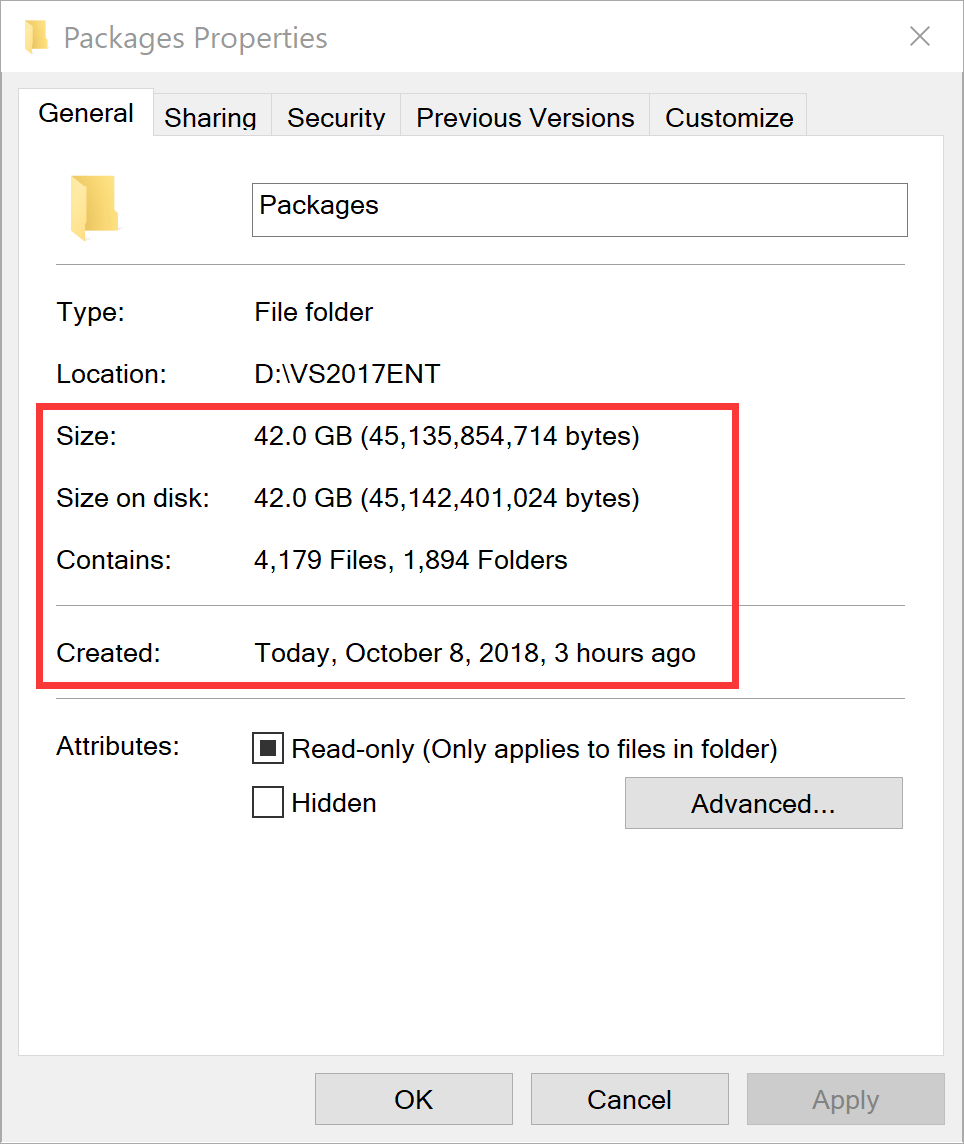 Packages Properties
General Sharing Security Previous Versions Customize
Packages
Type: File folder
Location: D:\VS2017ENT
Size: 42.0 GB (45,135,854,714 bytes)
Size on disk: 42.0 GB (45,142,401,024 bytes)
Contains: 4,179 Files, 1,894 Folders
Created: Today, October 8, 2018, 3 hours ago
Attributes: Read-only (Only applies to files in folder)
Hidden Advanced...
OK Cancel Apply